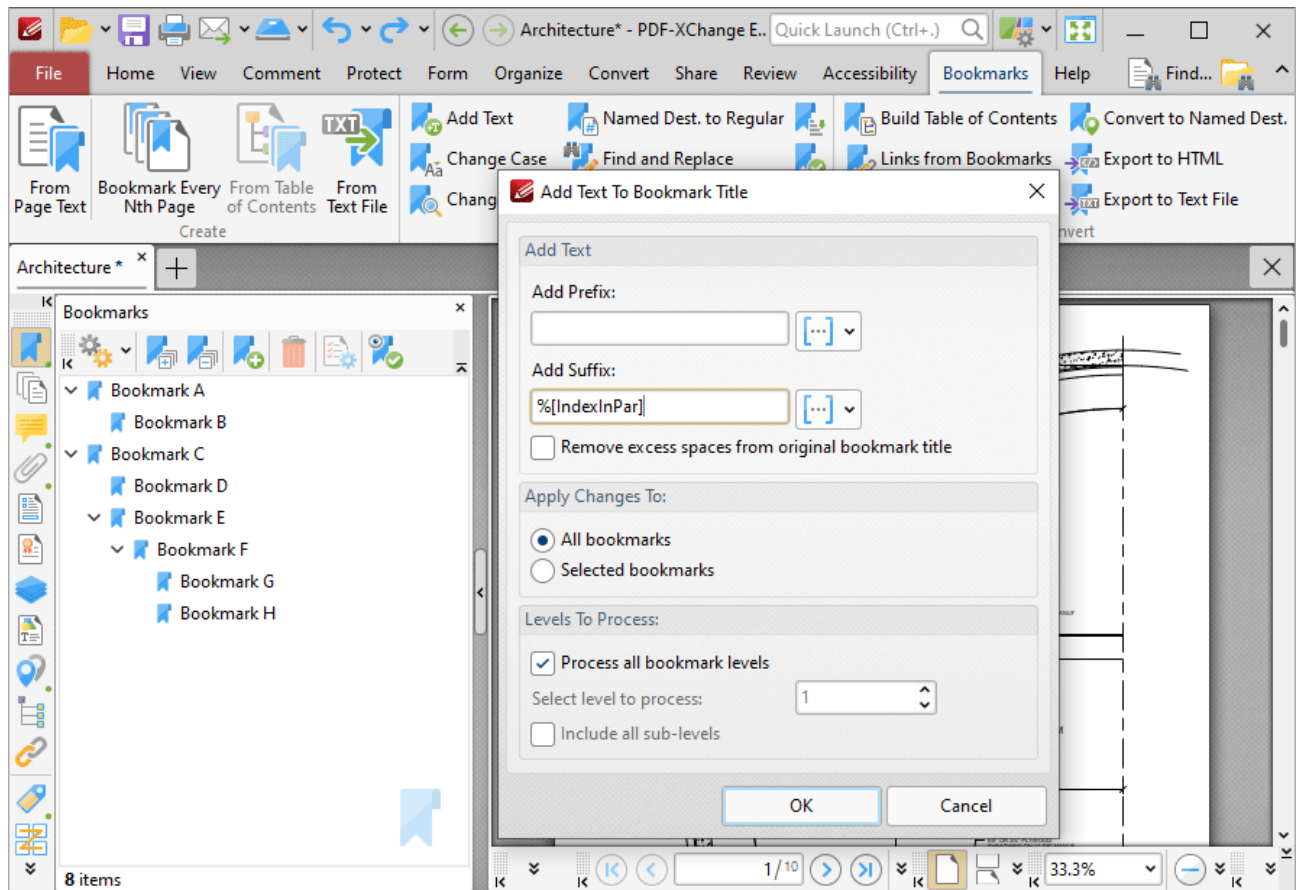 Architecture* - PDF-XChange E..
Quick Launch (Ctrl+.)
File Home View Comment Protect Form Organize Convert Share Review Accessibility Bookmarks Help Find...
From Page Text
Bookmark Every Nth Page
From Table of Contents
TXT
From Text File
Create
Add Text
Change Case
Chang
Named Dest. to Regular
Find and Replace
Build Table of Contents
Links from Bookmarks
Convert to Named Dest.
Export to HTML
Export to Text File
nvert
Architecture *
Bookmarks
Bookmark A
Bookmark B
Bookmark C
Bookmark D
Bookmark E
Bookmark F
Bookmark G
Bookmark H
8 items
Add Text To Bookmark Title
Add Text
Add Prefix:
Add Suffix:
%[IndexInPar]
Remove excess spaces from original bookmark title
Apply Changes To:
All bookmarks
Selected bookmarks
Levels To Process:
Process all bookmark levels
Select level to process: 1
Include all sub-levels
OK Cancel
1/10
33.3%